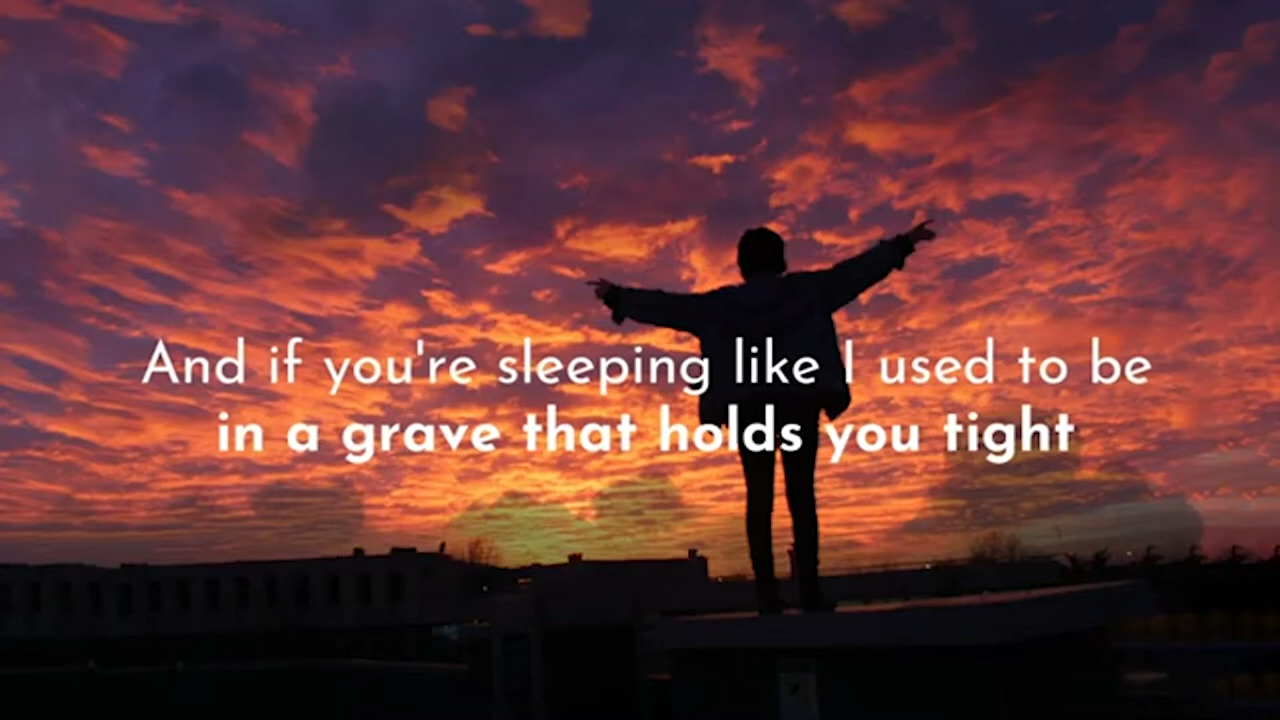 And if you're sleeping like I used to be
in a grave that holds you tight